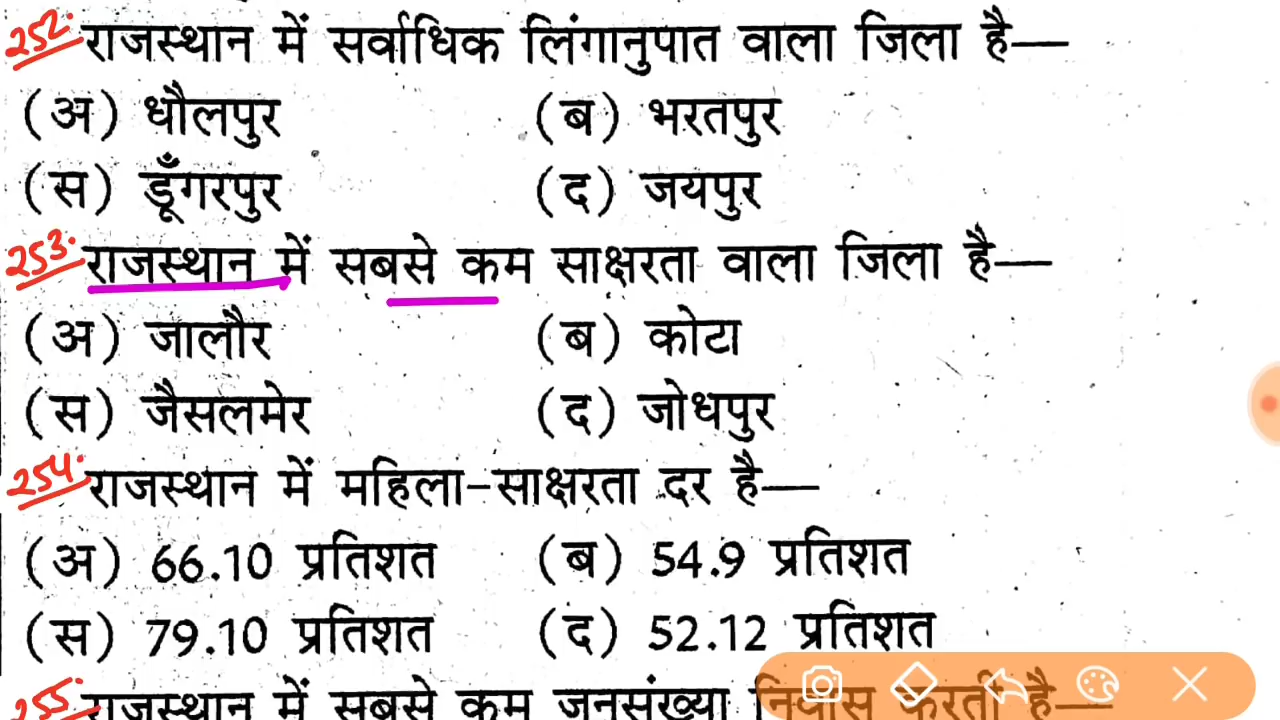 252. राजस्थान में सर्वाधिक लिंगानुपात वाला जिला है—
(अ) धौलपुर (ब) भरतपुर
(स) डूँगरपुर (द) जयपुर
253. राजस्थान में सबसे कम साक्षरता वाला जिला है—
(अ) जालौर (ब) कोटा
(स) जैसलमेर (द) जोधपुर
254. राजस्थान में महिला-साक्षरता दर है—
(अ) 66.10 प्रतिशत (ब) 54.9 प्रतिशत
(स) 79.10 प्रतिशत (द) 52.12 प्रतिशत
255. राजस्थान में सबसे कम जनसंख्या निवास करती है—